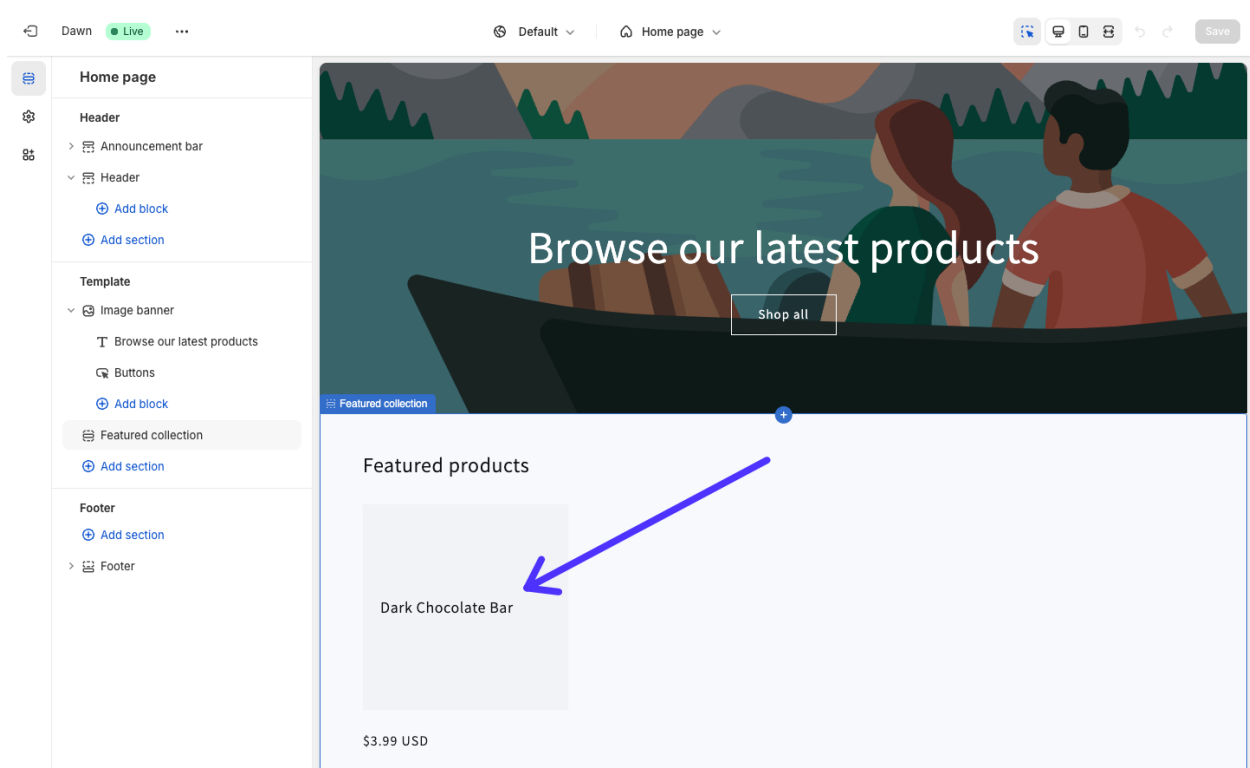 Dawn Live ••• Default Home page Save
Home page
Header
Announcement bar
Header
Add block
Add section
Template
Image banner
Browse our latest products
Buttons
Add block
Featured collection
Add section
Footer
Add section
Footer
Browse our latest products
Shop all
Featured collection
Featured products
Dark Chocolate Bar
$3.99 USD